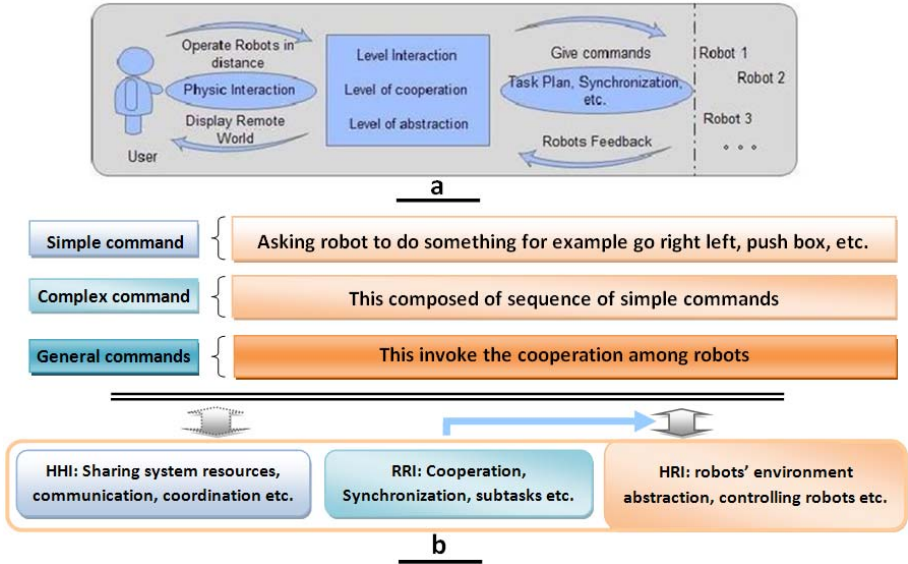 Operate Robots in
distance
Physic Interaction
Display Remote
World
User
Level Interaction
Level of cooperation
Level of abstraction
Give commands
Task Plan, Synchronization,
etc.
Robots Feedback
Robot 1
Robot 2
Robot 3
a
Simple command
Asking robot to do something for example go right left, push box, etc.
Complex command
This composed of sequence of simple commands
General commands
This invoke the cooperation among robots
HHI: Sharing system resources,
communication, coordination etc.
RRI: Cooperation,
Synchronization, subtasks etc.
HRI: robots’ environment
abstraction, controlling robots etc.
b